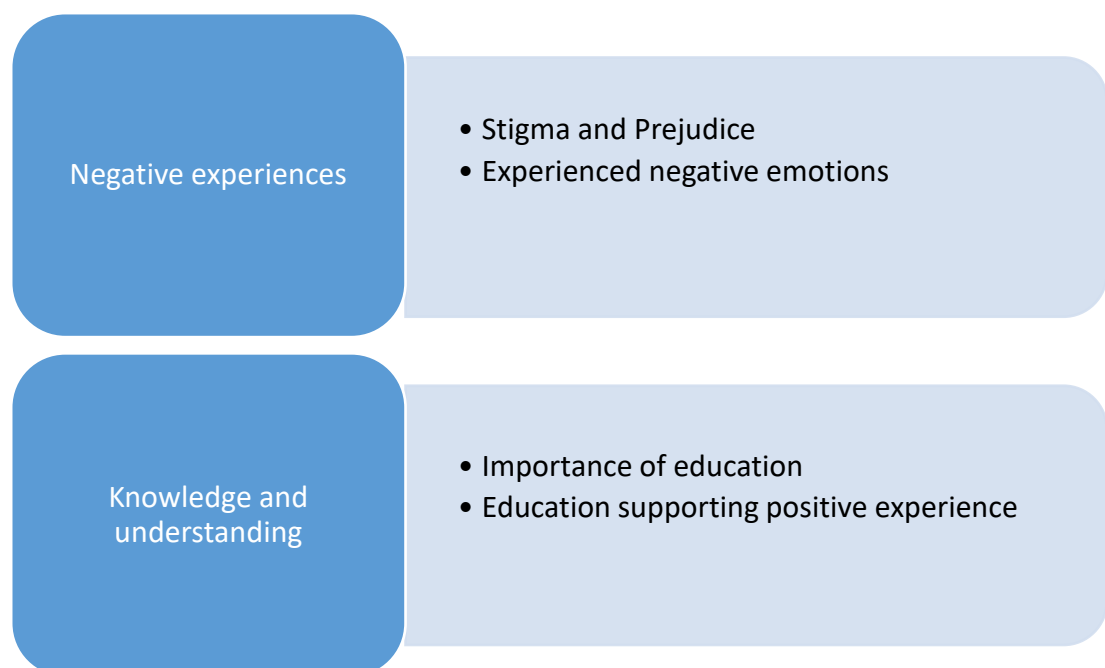 Negative experiences
• Stigma and Prejudice
• Experienced negative emotions
Knowledge and
understanding
• Importance of education
• Education supporting positive experience